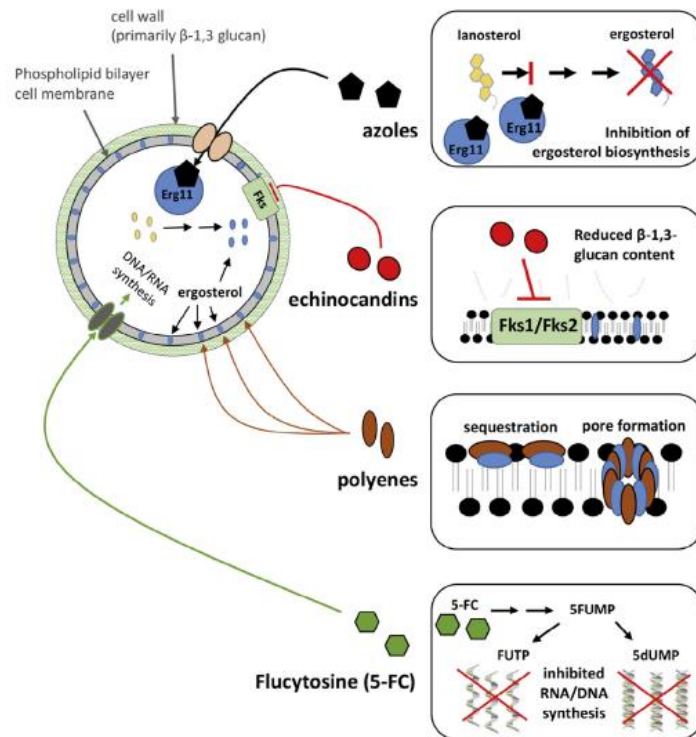 cell wall
(primarily β-1,3 glucan)
Phospholipid bilayer
cell membrane
azoles
Erg11
Fks
DNA/RNA
synthesis
ergosterol
echinocandins
polyenes
Flucytosine (5-FC)
lanosterol
ergosterol
Erg11
Erg11
Inhibition of
ergosterol biosynthesis
Reduced β-1,3-
glucan content
Fks1/Fks2
sequestration
pore formation
5-FC
5FUMP
FUTP
5dUMP
inhibited
RNA/DNA
synthesis